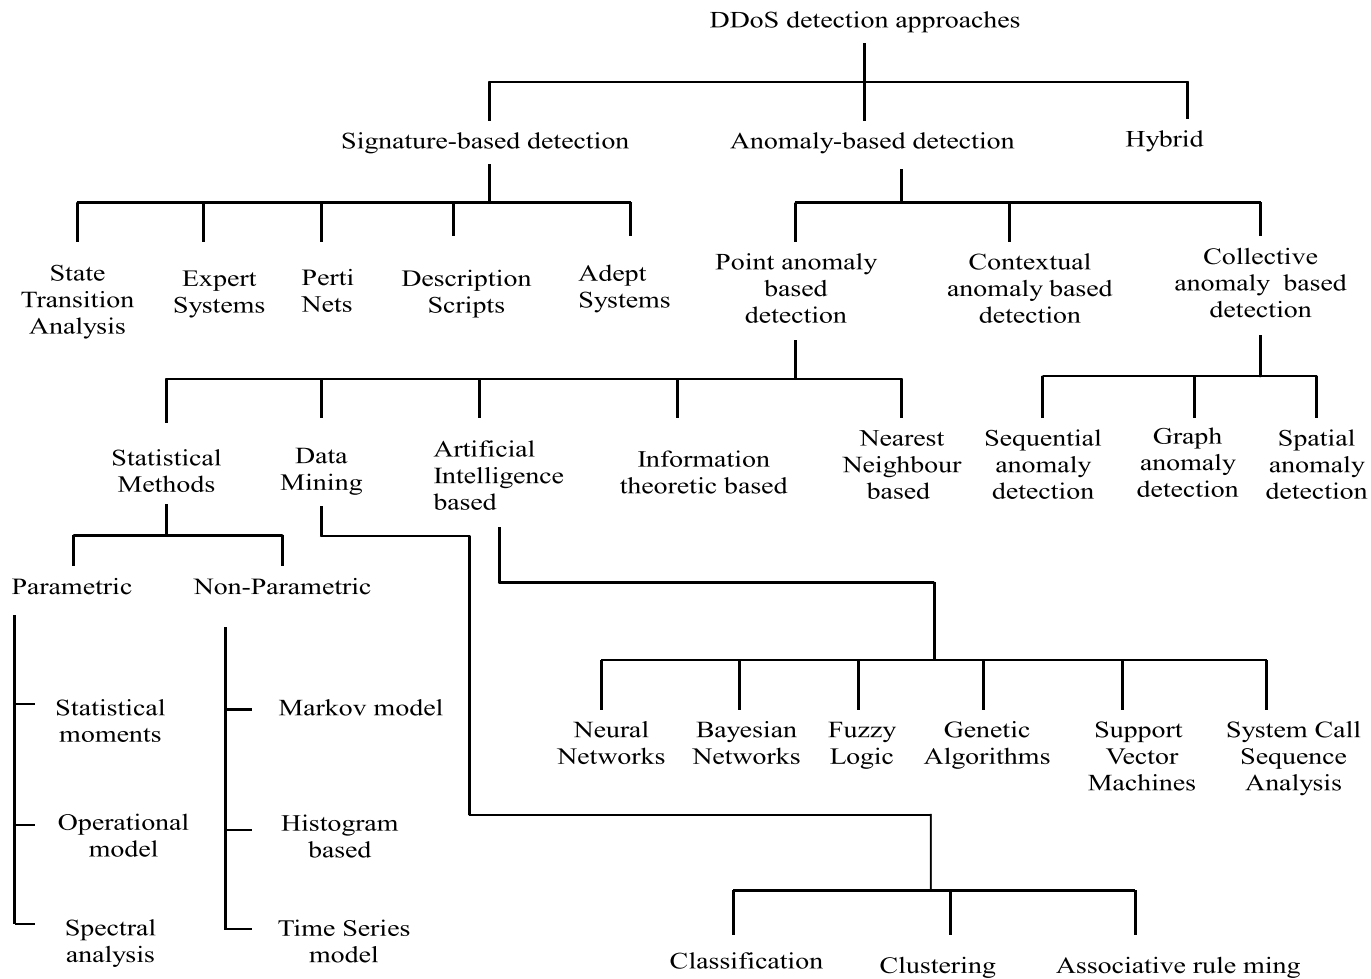 DDoS detection approaches
Signature-based detection
Anomaly-based detection
Hybrid
State
Transition
Analysis
Expert
Systems
Perti
Nets
Description
Scripts
Adept
Systems
Point anomaly
based
detection
Contextual
anomaly based
detection
Collective
anomaly based
detection
Statistical
Methods
Data
Mining
Artificial
Intelligence
based
Information
theoretic based
Nearest
Neighbour
based
Sequential
anomaly
detection
Graph
anomaly
detection
Spatial
anomaly
detection
Parametric
Non-Parametric
Statistical
moments
Operational
model
Spectral
analysis
Markov model
Histogram
based
Time Series
model
Neural
Networks
Bayesian
Networks
Fuzzy
Logic
Genetic
Algorithms
Support
Vector
Machines
System Call
Sequence
Analysis
Classification
Clustering
Associative rule ming